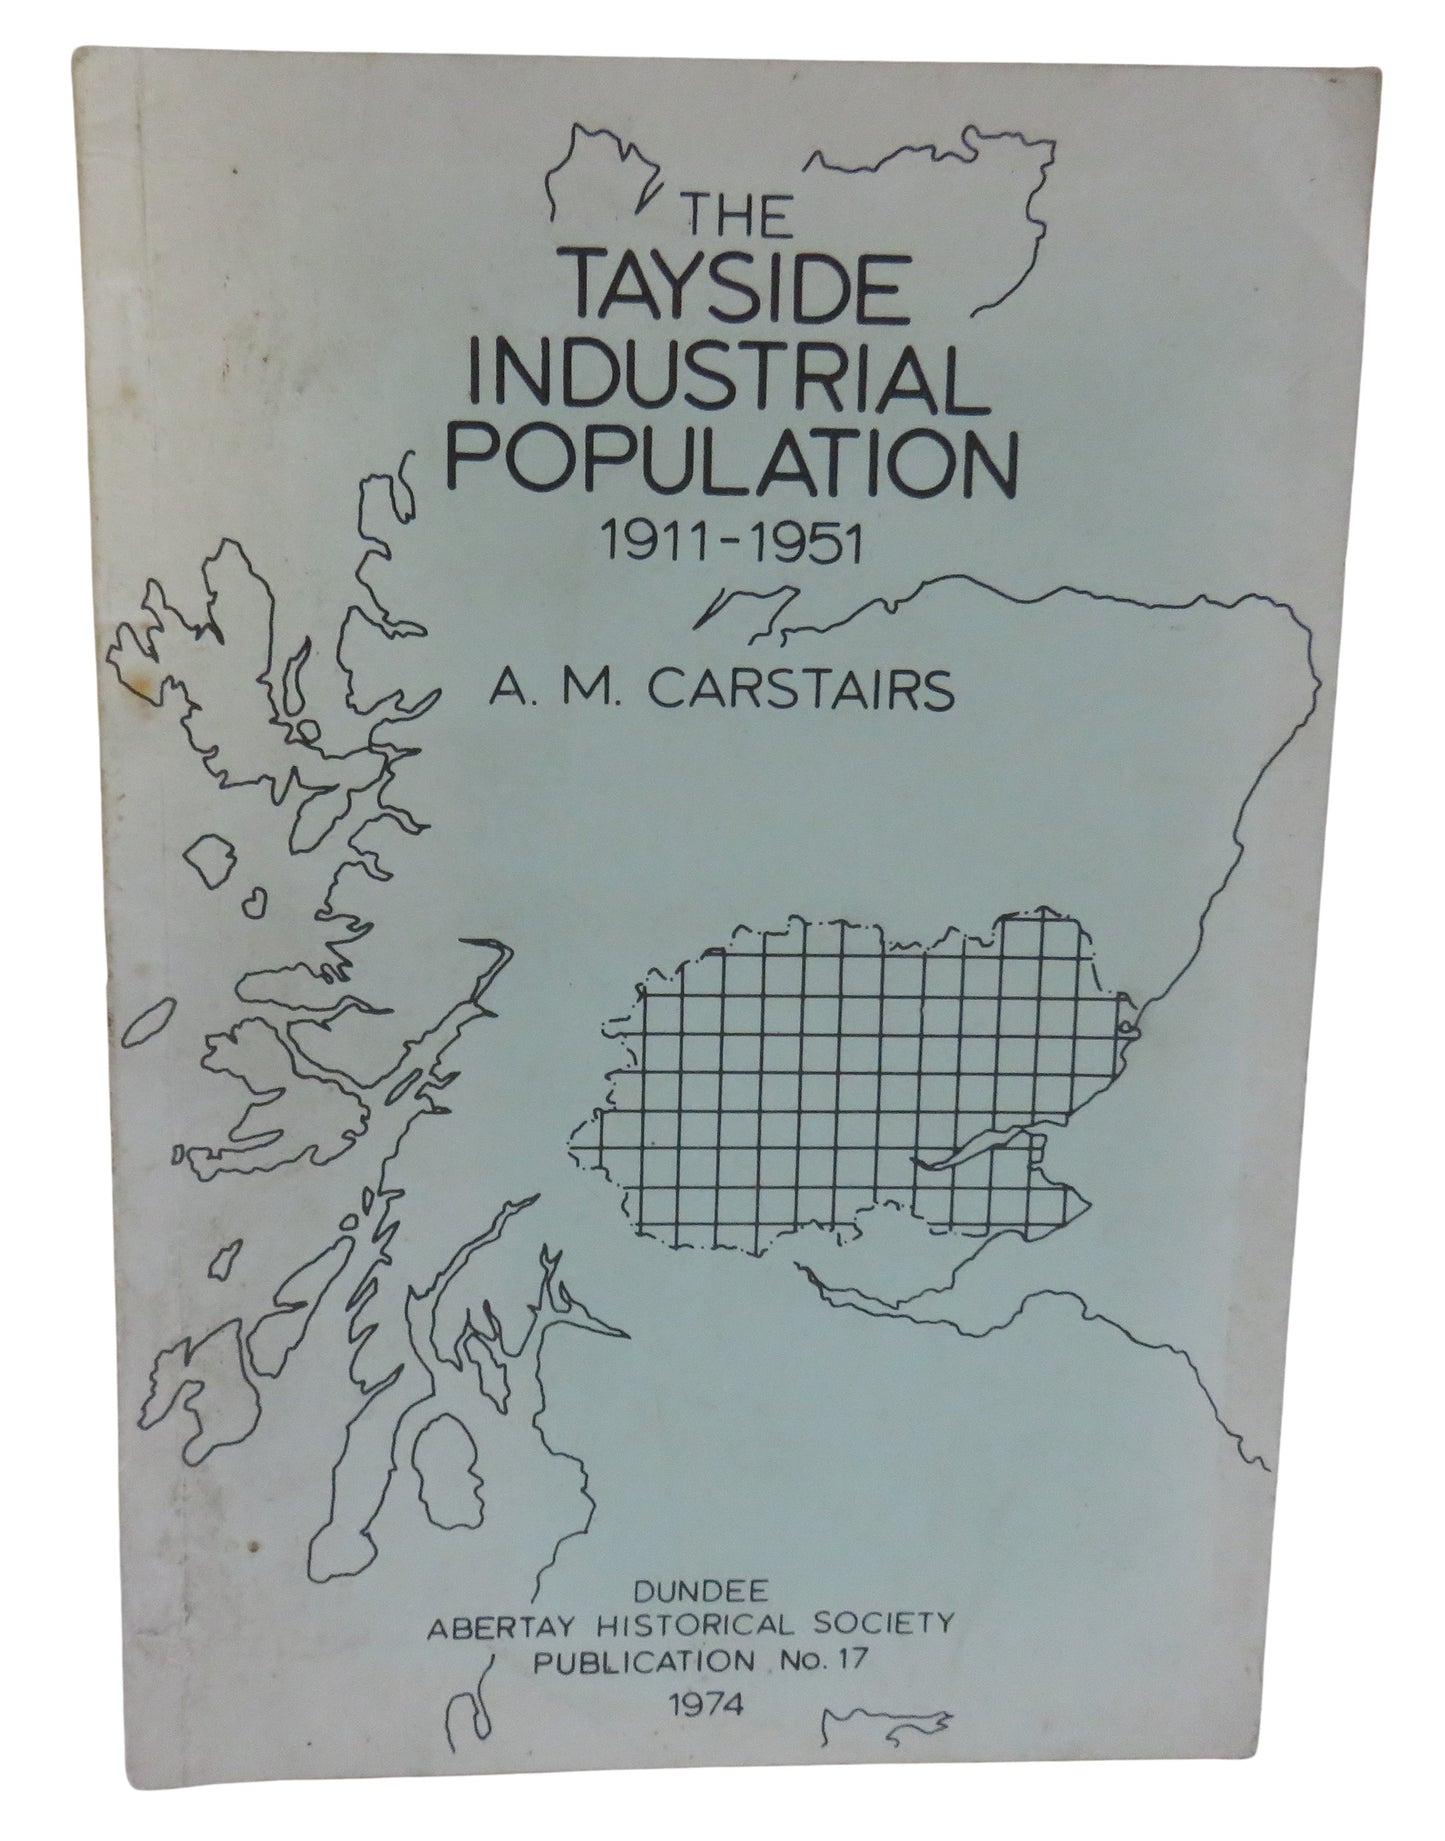 THE
TAYSIDE
INDUSTRIAL
POPULATION
1911-1951
A. M. CARSTAIRS
DUNDEE
ABERTAY HISTORICAL SOCIETY
PUBLICATION No. 17
1974